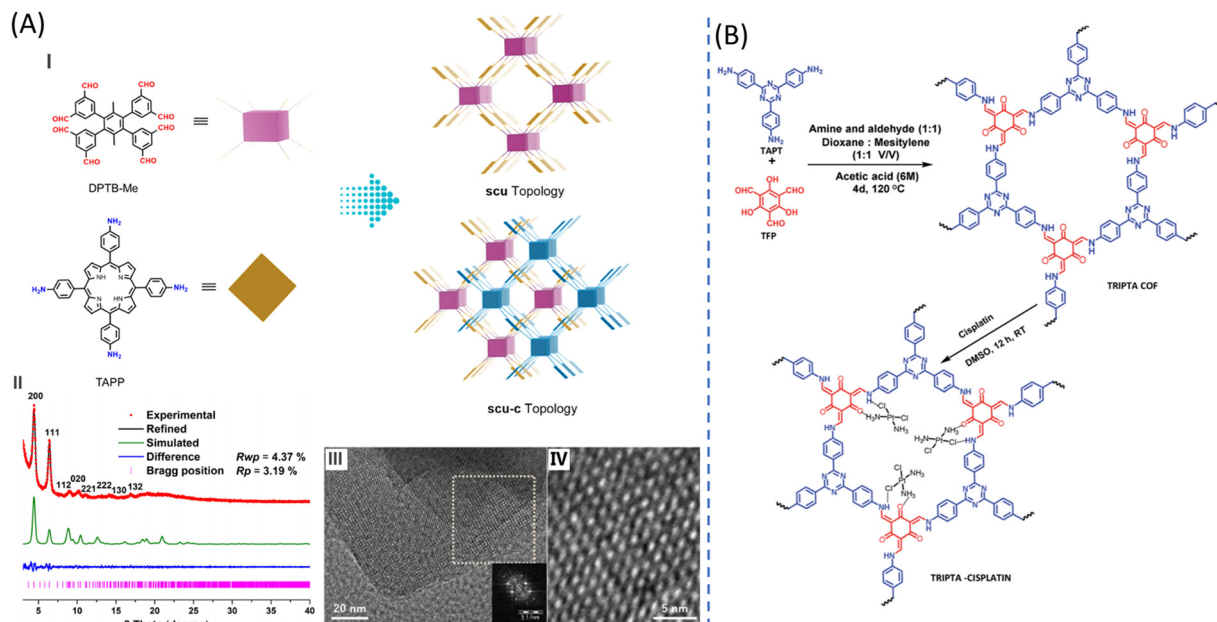 (A)
I
CHO
CHO
OHC
CHO
OHC
CHO
CHO
CHO
DPTB-Me
≡
scu Topology
NH2
H2N
NH
N
N
HN
NH2
NH2
TAPP
≡
scu-c Topology
II
200
111
112
020
221
222
130
132
Experimental
Refined
Simulated
Difference Rwp = 4.37 %
Bragg position Rp = 3.19 %
5 10 15 20 25 30 35 40
III
20 nm
IV
5 nm
(B)
H2N
NH2
NH2
TAPT
+
OH
OHC
CHO
HO
OH
CHO
TFP
Amine and aldehyde (1:1)
Dioxane : Mesitylene
(1:1 V/V)
Acetic acid (6M)
4d, 120 °C
TRIPTA COF
Cisplatin
DMSO, 12 h, RT
TRIPTA -CISPLATIN